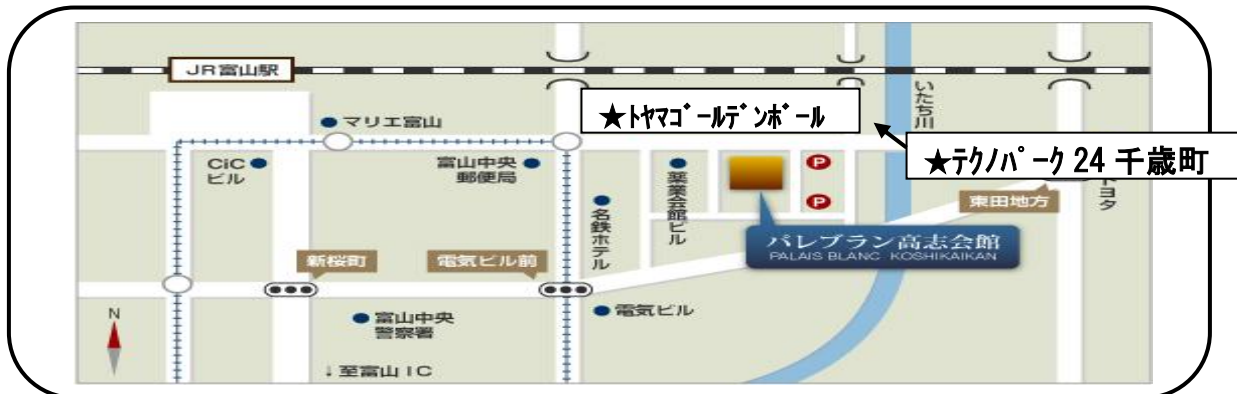 JR富山駅
いたち川
★トヤマゴールデンボール
マリエ富山
★テクノパーク24 千歳町
CiC
ビル
富山中央
郵便局
薬業会館ビル
P
P
トヨタ
東田地方
名鉄ホテル
パレブラン高志会館
PALAIS BLANC KOSHIKAIKAN
新桜町
電気ビル前
N
富山中央
警察署
電気ビル
↓至富山IC